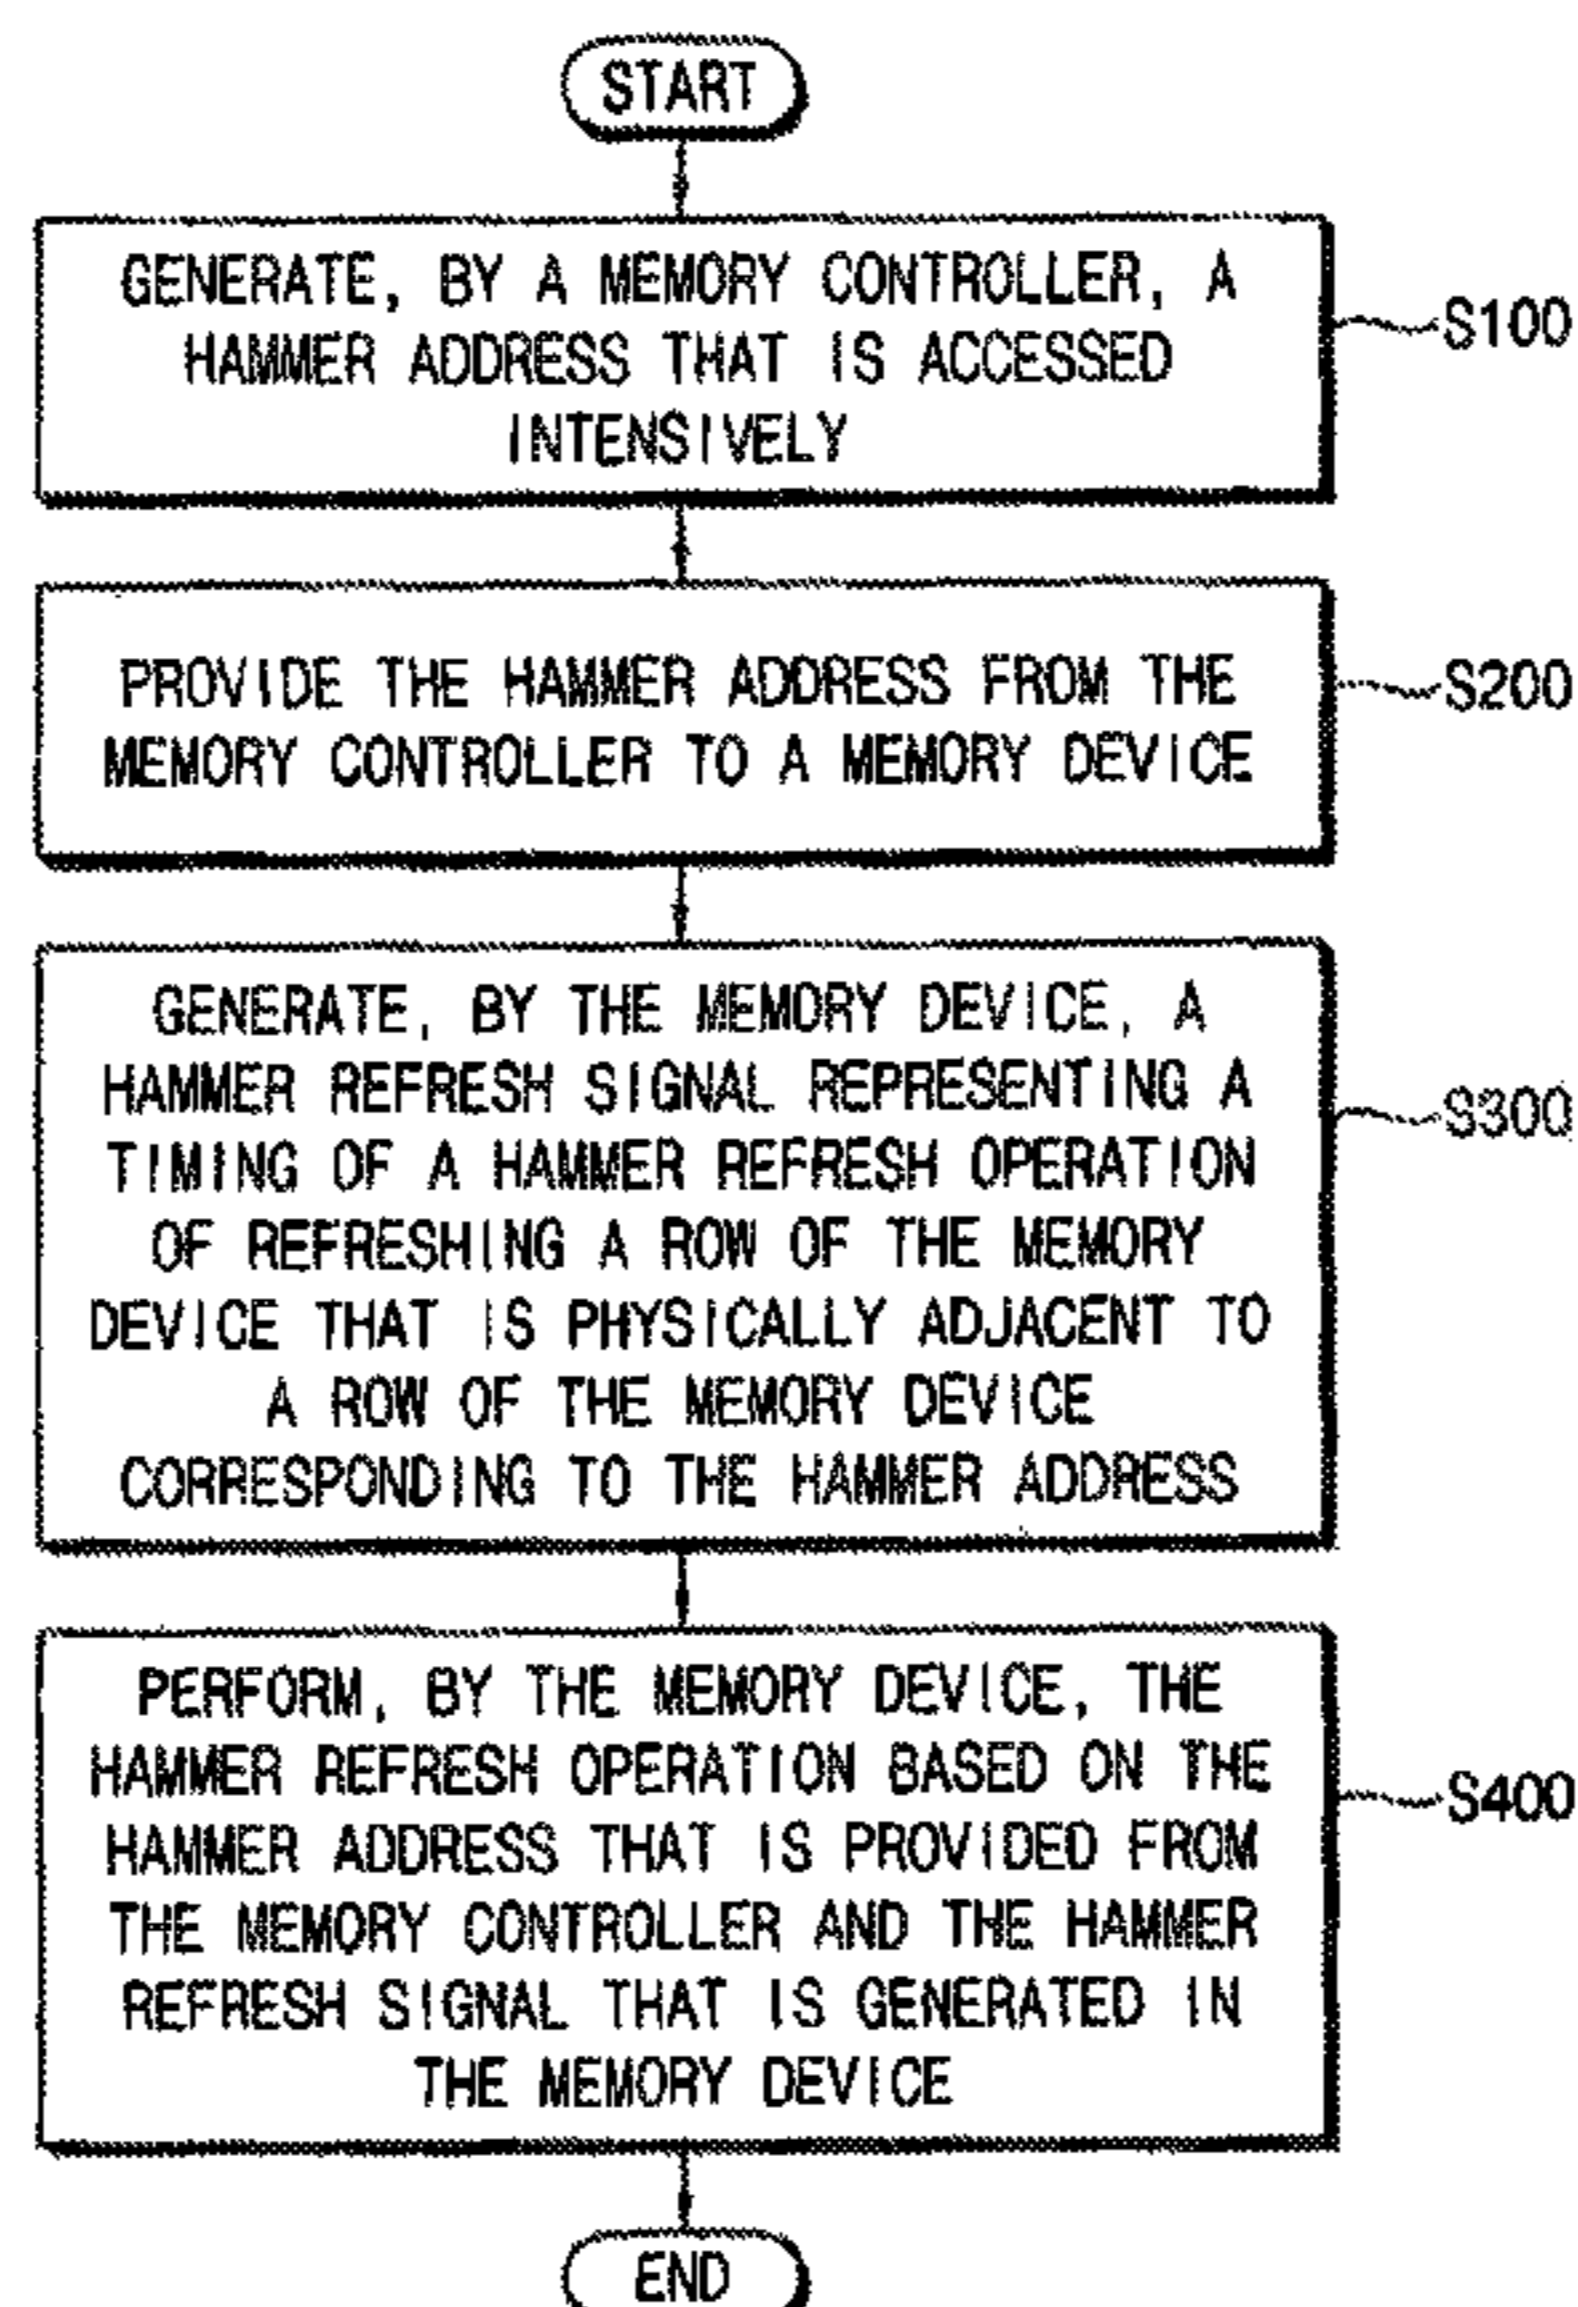 START
GENERATE, BY A MEMORY CONTROLLER, A
HAMMER ADDRESS THAT IS ACCESSED
INTENSIVELY
S100
PROVIDE THE HAMMER ADDRESS FROM THE
MEMORY CONTROLLER TO A MEMORY DEVICE
S200
GENERATE, BY THE MEMORY DEVICE, A
HAMMER REFRESH SIGNAL REPRESENTING A
TIMING OF A HAMMER REFRESH OPERATION
OF REFRESHING A ROW OF THE MEMORY
DEVICE THAT IS PHYSICALLY ADJACENT TO
A ROW OF THE MEMORY DEVICE
CORRESPONDING TO THE HAMMER ADDRESS
S300
PERFORM, BY THE MEMORY DEVICE, THE
HAMMER REFRESH OPERATION BASED ON THE
HAMMER ADDRESS THAT IS PROVIDED FROM
THE MEMORY CONTROLLER AND THE HAMMER
REFRESH SIGNAL THAT IS GENERATED IN
THE MEMORY DEVICE
S400
END